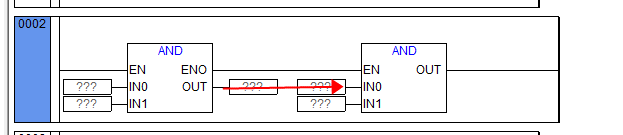 0002
AND AND
EN ENO EN OUT
??? IN0 OUT ??? ??? IN0
??? IN1 ??? IN1